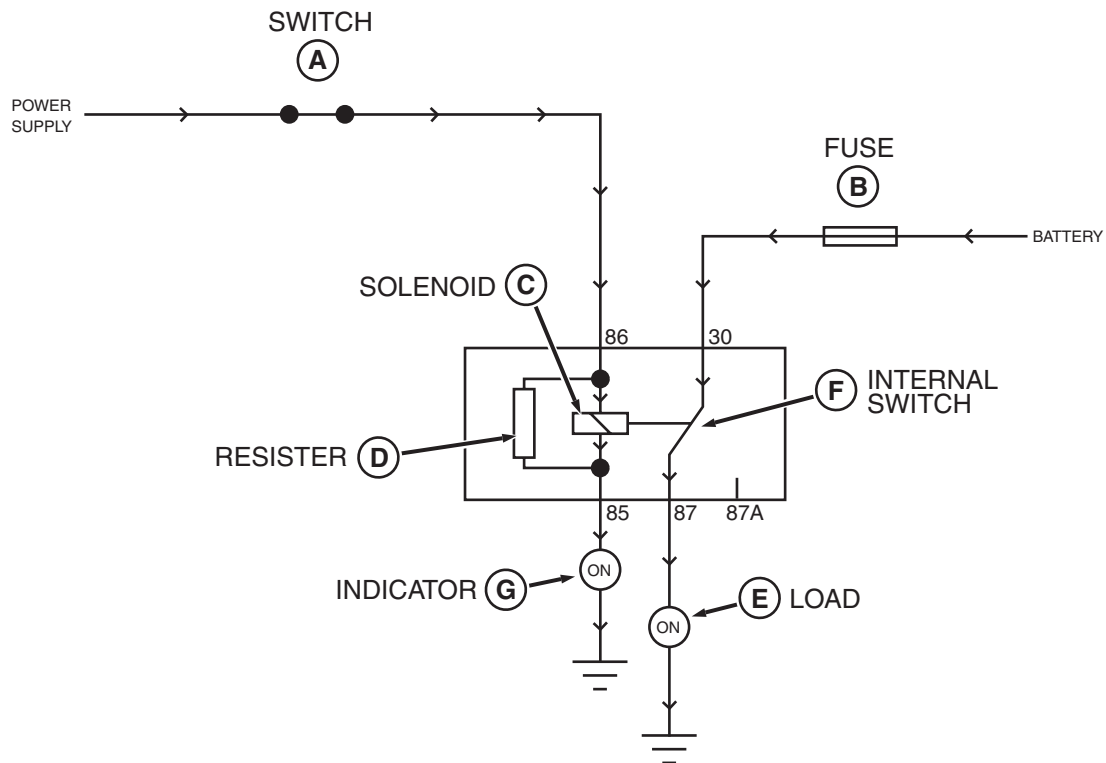 SWITCH
A
POWER
SUPPLY
FUSE
B
BATTERY
SOLENOID C
86
30
F INTERNAL
SWITCH
RESISTER D
85
87
87A
INDICATOR G
ON
E LOAD
ON